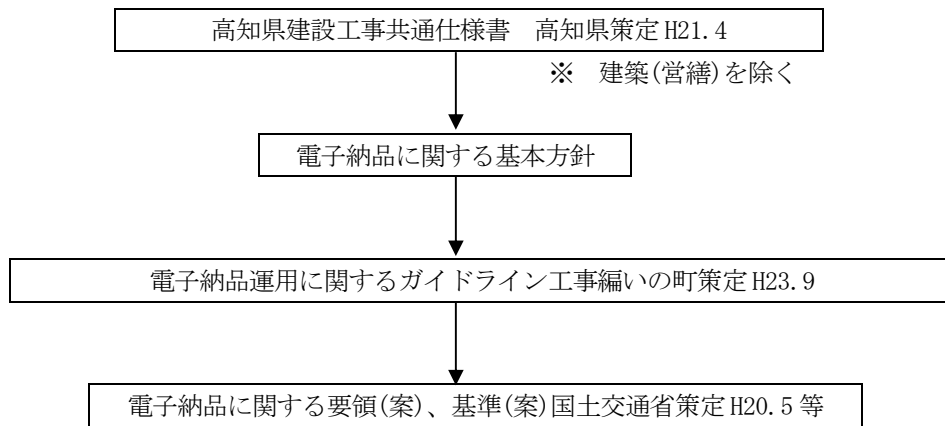 高知県建設工事共通仕様書　高知県策定 H21.4
※　建築(営繕)を除く
電子納品に関する基本方針
電子納品運用に関するガイドライン工事編いの町策定 H23.9
電子納品に関する要領(案)、基準(案)国土交通省策定 H20.5 等